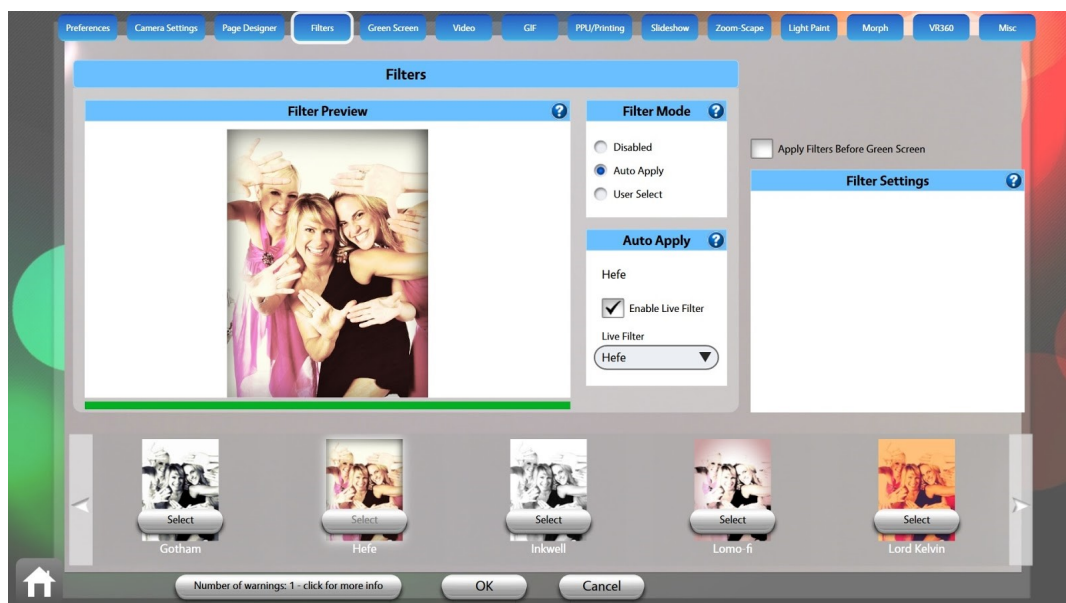 Preferences
Camera Settings
Page Designer
Filters
Green Screen
Video
GIF
PPU/Printing
Slideshow
Zoom-Scape
Light Paint
Morph
VR360
Misc
Filters
Filter Preview ?
Filter Mode ?
Disabled
Auto Apply
User Select
Apply Filters Before Green Screen
Filter Settings ?
Auto Apply ?
Hefe
Enable Live Filter
Live Filter
Hefe
Select
Select
Select
Select
Select
Gotham
Hefe
Inkwell
Lomo-fi
Lord Kelvin
Number of warnings: 1 - click for more info
OK
Cancel